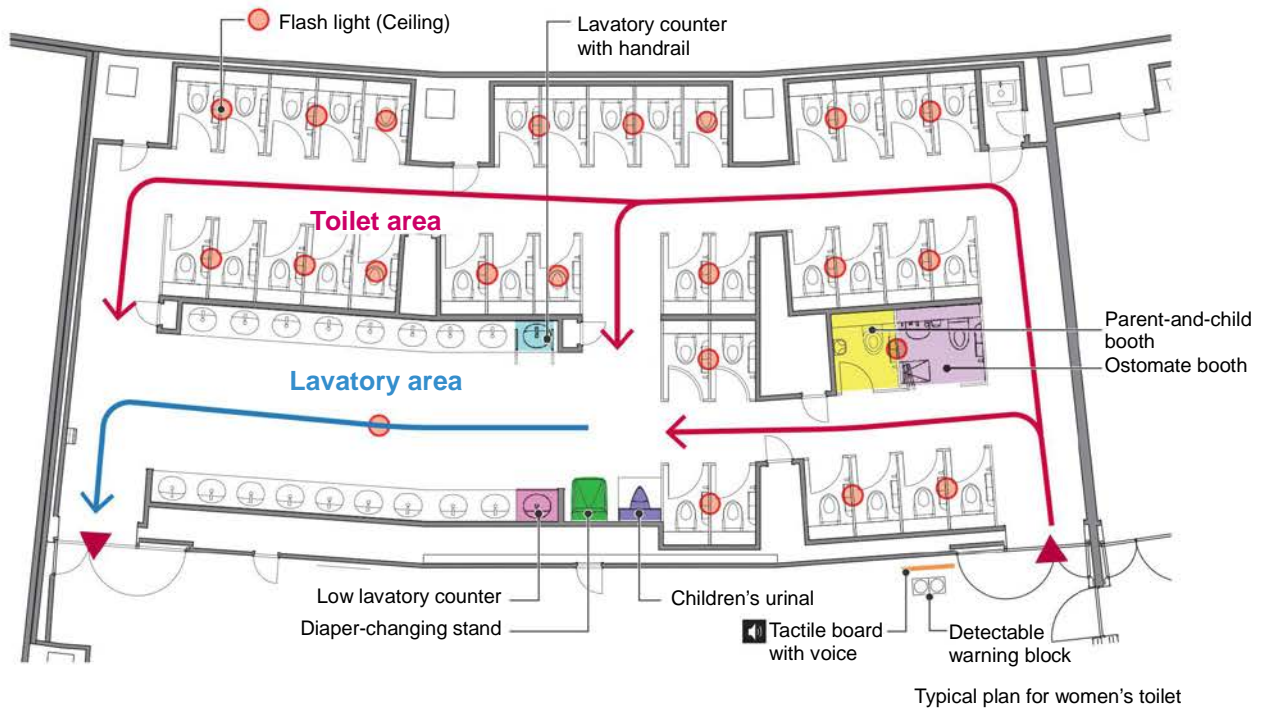 Flash light (Ceiling)
Lavatory counter
with handrail
Toilet area
Parent-and-child
booth
Ostomate booth
Lavatory area
Low lavatory counter
Diaper-changing stand
Children's urinal
Tactile board
with voice
Detectable
warning block
Typical plan for women's toilet